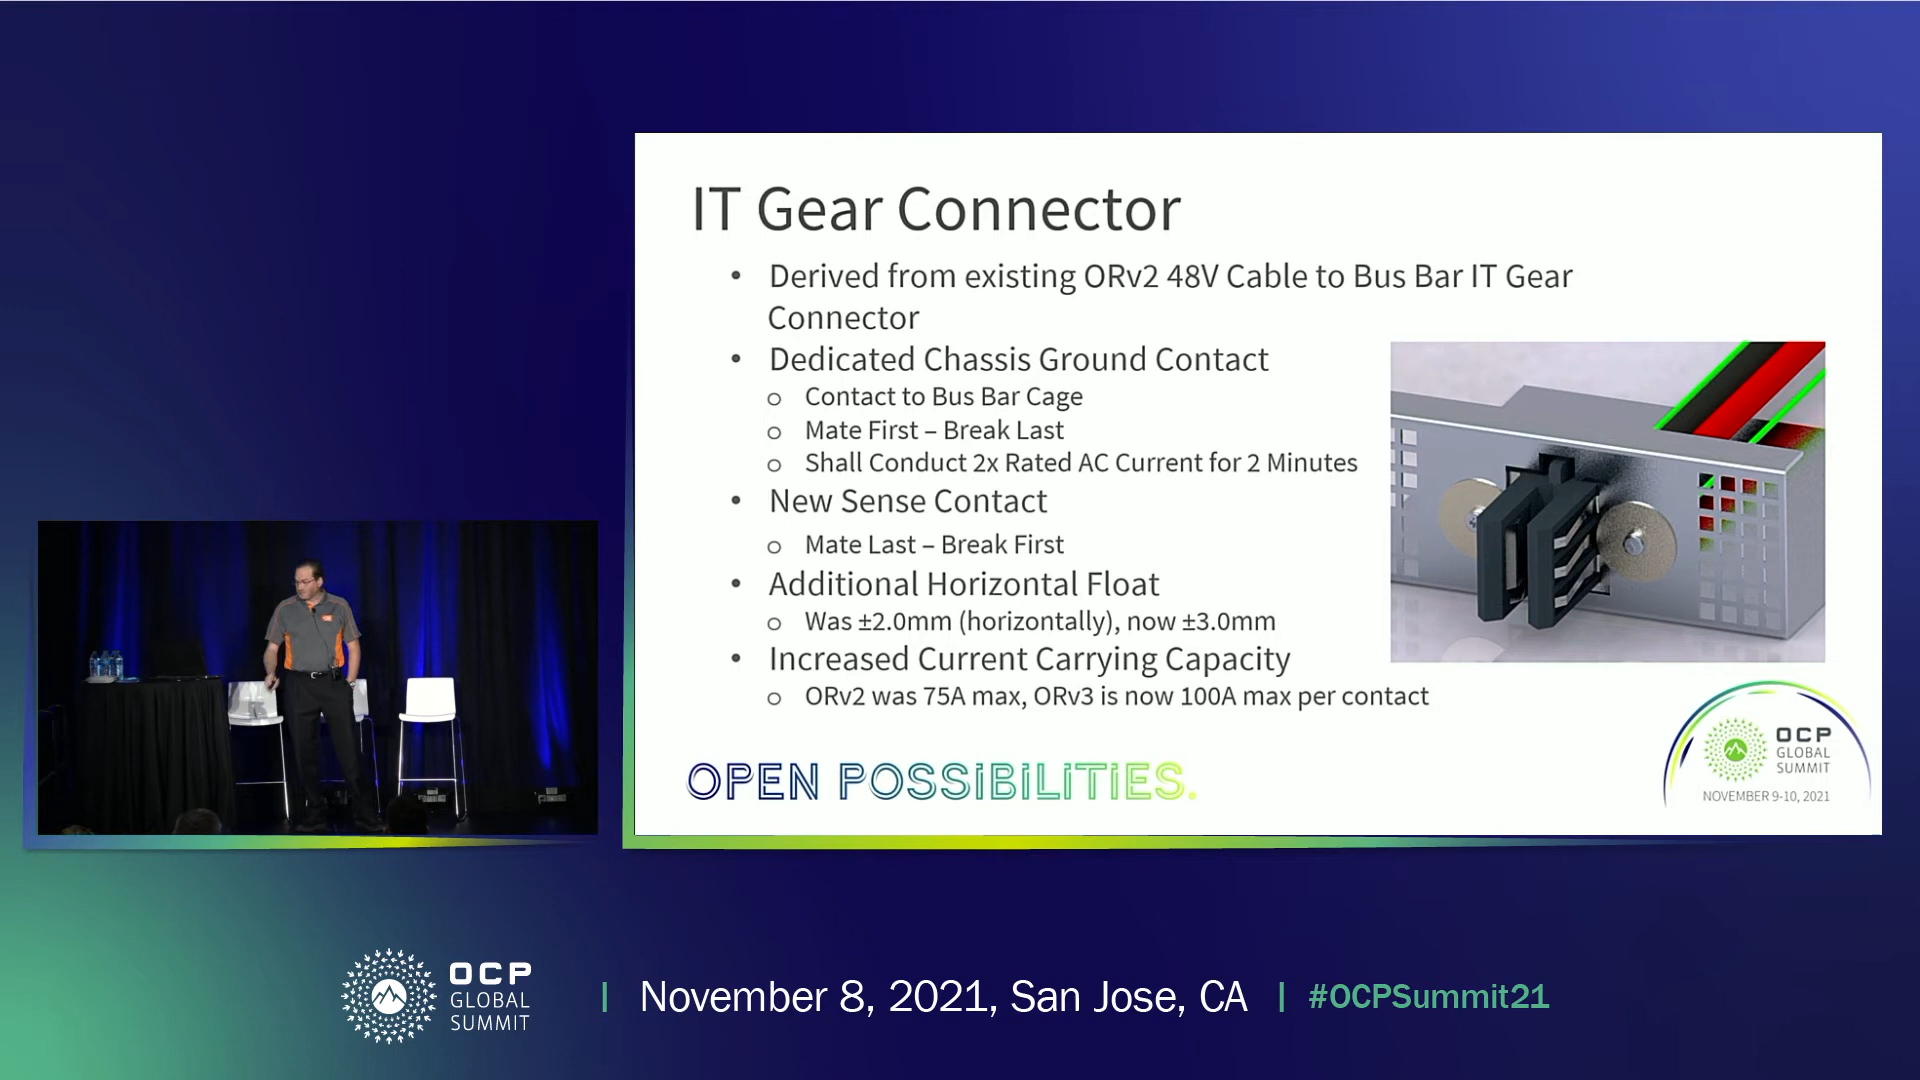 IT Gear Connector
• Derived from existing ORv2 48V Cable to Bus Bar IT Gear
Connector
• Dedicated Chassis Ground Contact
o Contact to Bus Bar Cage
o Mate First – Break Last
o Shall Conduct 2x Rated AC Current for 2 Minutes
• New Sense Contact
o Mate Last – Break First
• Additional Horizontal Float
o Was ±2.0mm (horizontally), now ±3.0mm
• Increased Current Carrying Capacity
o ORv2 was 75A max, ORv3 is now 100A max per contact
OPEN POSSIBILITIES.
OCP
GLOBAL
SUMMIT
NOVEMBER 9-10, 2021
OCP
GLOBAL
SUMMIT
| November 8, 2021, San Jose, CA | #OCPSummit21